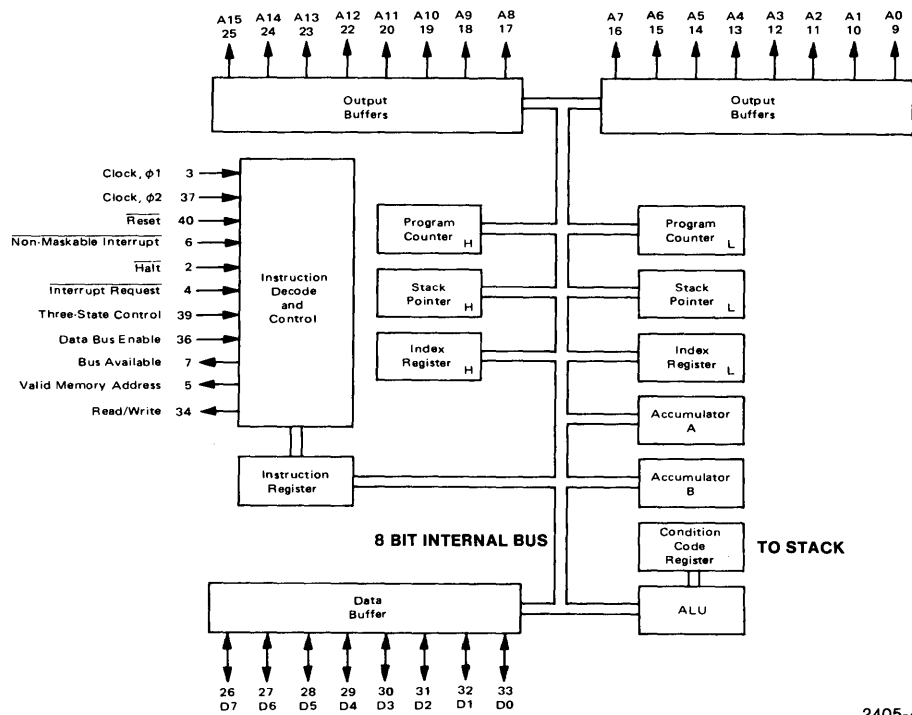 A15 A14 A13 A12 A11 A10 A9 A8
25 24 23 22 20 19 18 17
A7 A6 A5 A4 A3 A2 A1 A0
16 15 14 13 12 11 10 9
Output
Buffers
Output
Buffers
Clock, ϕ1 3
Clock, ϕ2 37
Reset 40
Non-Maskable Interrupt 6
Halt 2
Interrupt Request 4
Three-State Control 39
Data Bus Enable 36
Bus Available 7
Valid Memory Address 5
Read/Write 34
Instruction
Decode
and
Control
Program
Counter H
Program
Counter L
Stack
Pointer H
Stack
Pointer L
Index
Register H
Index
Register L
Accumulator
A
Instruction
Register
Accumulator
B
8 BIT INTERNAL BUS
Condition
Code
Register
TO STACK
Data
Buffer
ALU
26 27 28 29 30 31 32 33
D7 D6 D5 D4 D3 D2 D1 D0